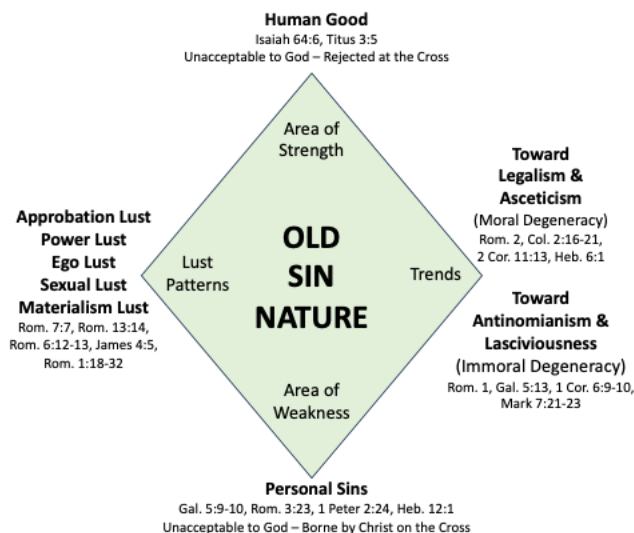 Human Good
Isaiah 64:6, Titus 3:5
Unacceptable to God – Rejected at the Cross
Area of
Strength
Approbation Lust
Power Lust
Ego Lust
Sexual Lust
Materialism Lust
Rom. 7:7, Rom. 13:14,
Rom. 6:12-13, James 4:5,
Rom. 1:18-32
Lust
Patterns
OLD
SIN
NATURE
Trends
Toward
Legalism &
Asceticism
(Moral Degeneracy)
Rom. 2, Col. 2:16-21,
2 Cor. 11:13, Heb. 6:1
Toward
Antinomianism &
Lasciviousness
(Immoral Degeneracy)
Rom. 1, Gal. 5:13, 1 Cor. 6:9-10,
Mark 7:21-23
Area of
Weakness
Personal Sins
Gal. 5:9-10, Rom. 3:23, 1 Peter 2:24, Heb. 12:1
Unacceptable to God – Borne by Christ on the Cross